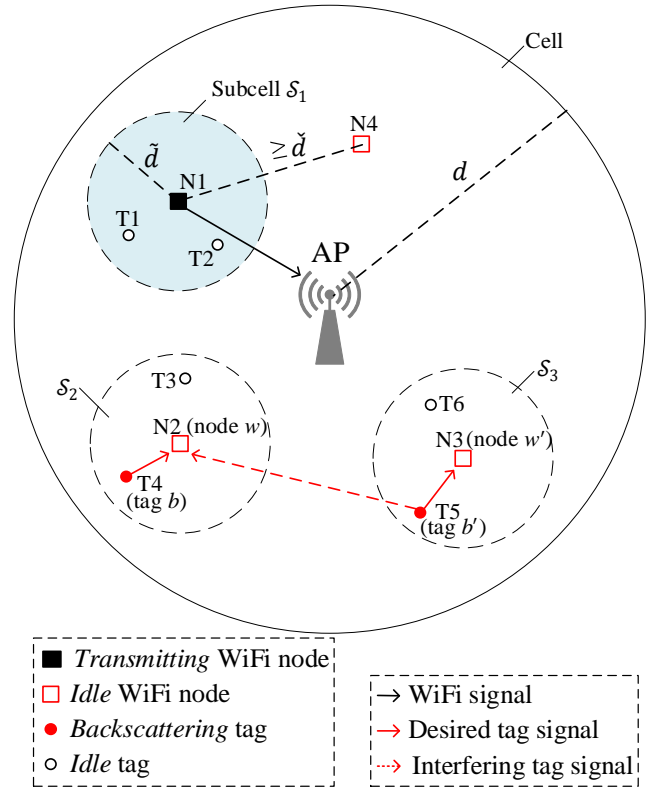 Cell
Subcell 𝒮₁
N4
≥ ď
d̃
N1
d
T1
T2
AP
T3
𝒮₂
𝒮₃
T6
N2 (node w)
N3 (node w′)
T4
(tag b)
T5
(tag b′)
Transmitting WiFi node
Idle WiFi node
Backscattering tag
Idle tag
WiFi signal
Desired tag signal
Interfering tag signal